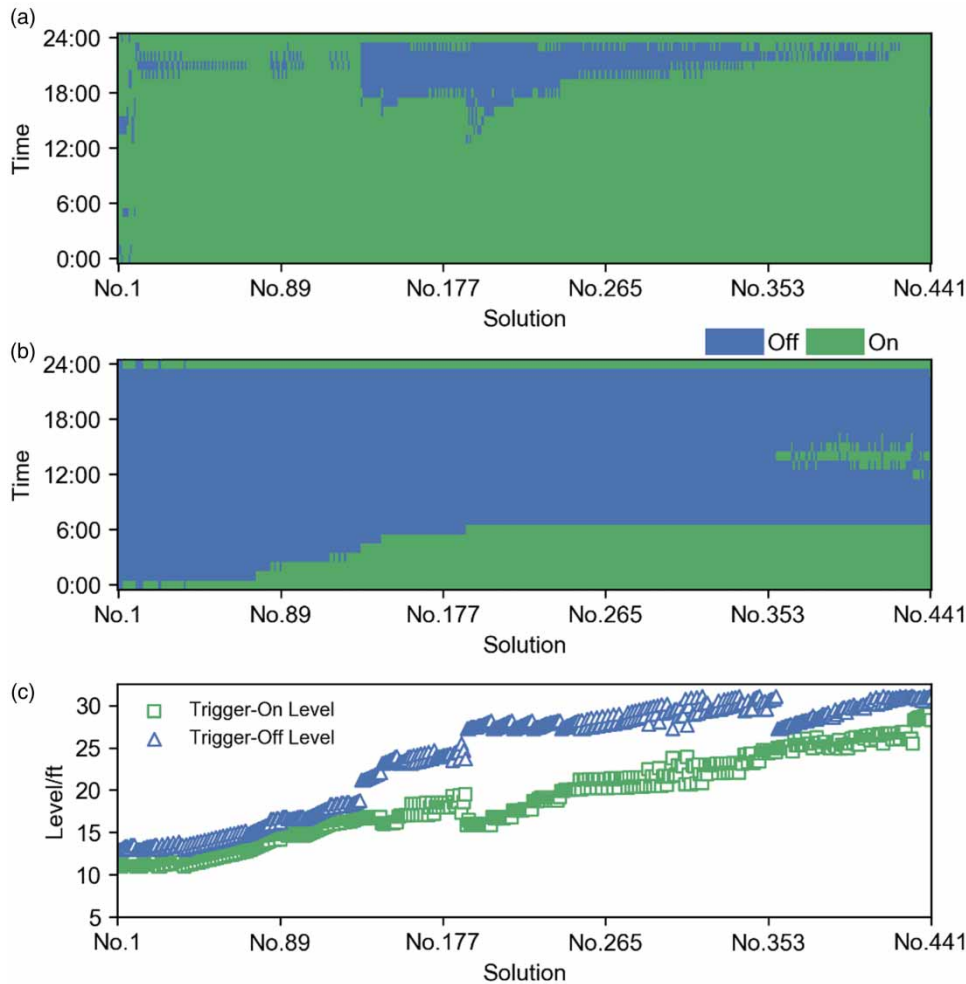 (a)
24:00
18:00
12:00
6:00
0:00
Time
No.1 No.89 No.177 No.265 No.353 No.441
Solution
Off On
(b)
24:00
18:00
12:00
6:00
0:00
Time
No.1 No.89 No.177 No.265 No.353 No.441
Solution
(c)
30
25
20
15
10
5
Level/ft
Trigger-On Level
Trigger-Off Level
No.1 No.89 No.177 No.265 No.353 No.441
Solution